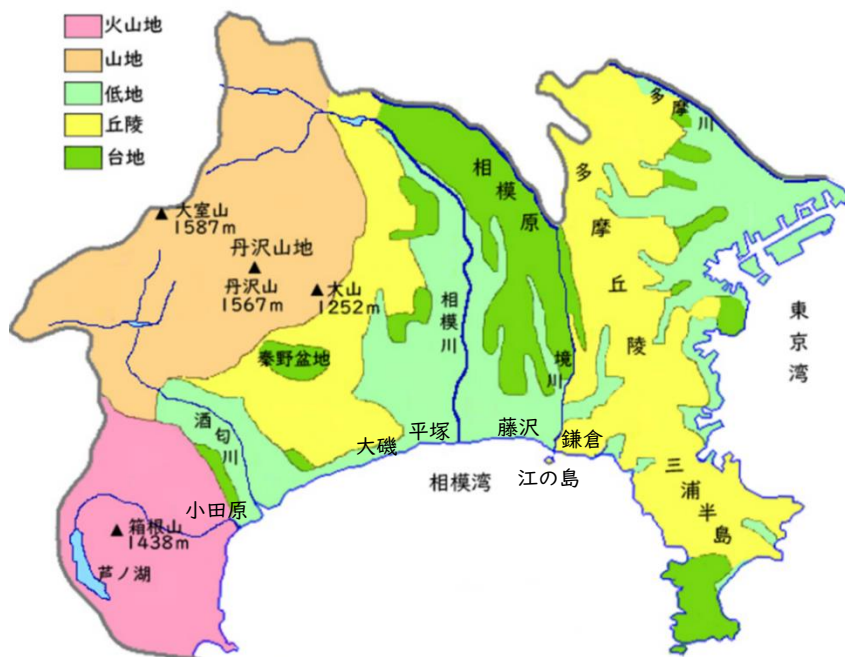 火山地
山地
低地
丘陵
台地
多摩川
相模原
多摩丘陵
大室山
1587m
丹沢山地
丹沢山
1567m
大山
1252m
相模川
東京湾
秦野盆地
境川
酒匂川
大磯
平塚
藤沢
鎌倉
江の島
相模湾
三浦半島
小田原
箱根山
1438m
芦ノ湖